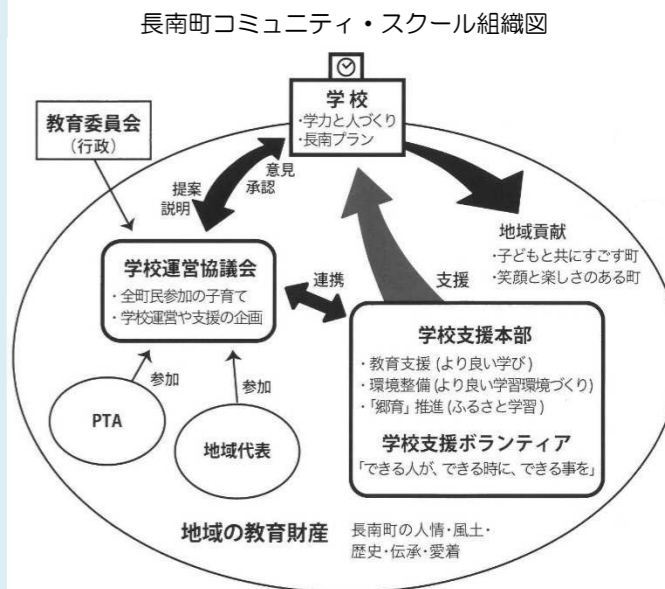 長南町コミュニティ・スクール組織図
学 校
・学力と人づくり
・長南プラン
教育委員会
(行政)
意見
承認
提案
説明
地域貢献
・子どもと共にすごす町
・笑顔と楽しさのある町
学校運営協議会
・全町民参加の子育て
・学校運営や支援の企画
連携
支援
学校支援本部
・教育支援(より良い学び)
・環境整備(より良い学習環境づくり)
・「郷育」推進(ふるさと学習)
学校支援ボランティア
「できる人が、できる時に、できる事を」
参加
参加
PTA
地域代表
地域の教育財産
長南町の人情・風土・
歴史・伝承・愛着